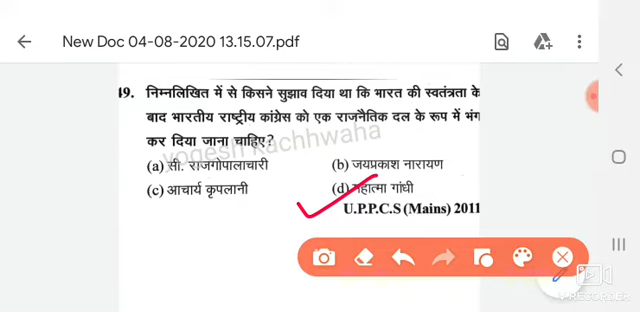 New Doc 04-08-2020 13.15.07.pdf
49. निम्नलिखित में से किसने सुझाव दिया था कि भारत की स्वतंत्रता के
बाद भारतीय राष्ट्रीय कांग्रेस को एक राजनैतिक दल के रूप में भंग
कर दिया जाना चाहिए?
yogesh kachhwaha
(a) सी. राजगोपालाचारी (b) जयप्रकाश नारायण
(c) आचार्य कृपलानी (d) महात्मा गांधी
U.P.P.C.S (Mains) 2011
RECORDER